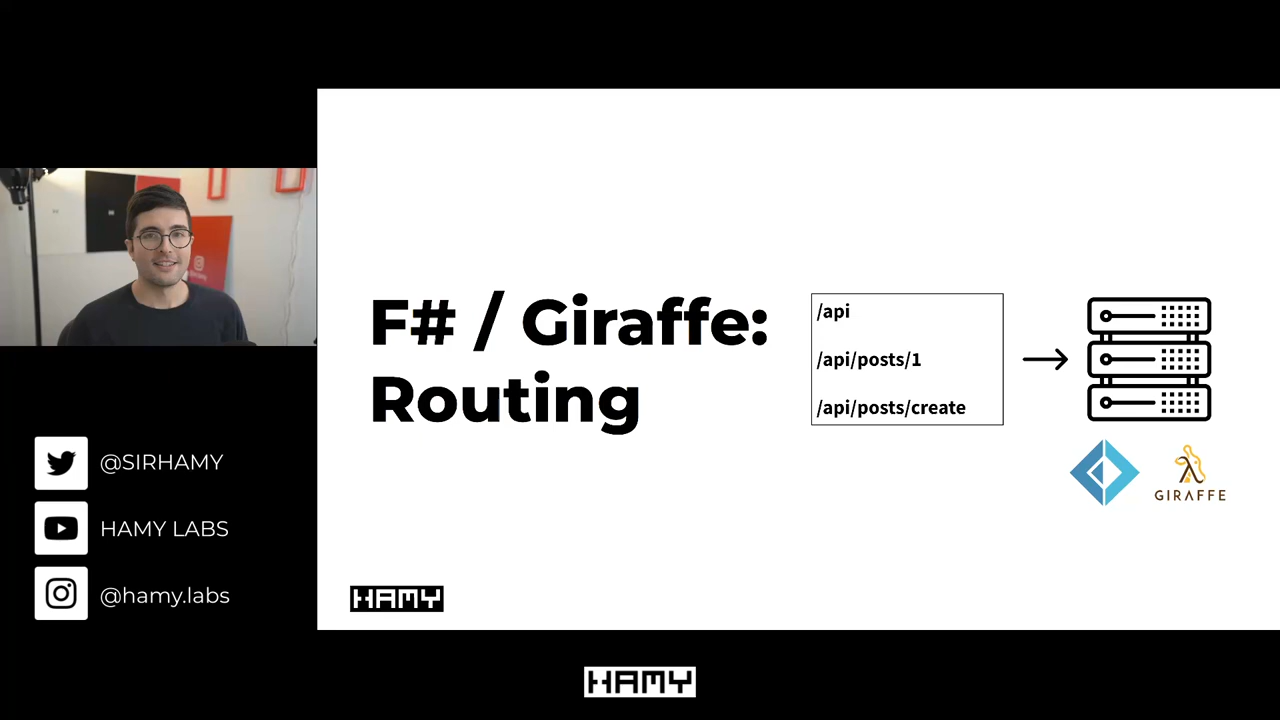 F# / Giraffe:
Routing
/api
/api/posts/1
/api/posts/create
GIRAFFE
@SIRHAMY
HAMY LABS
@hamy.labs
HAMY
HAMY